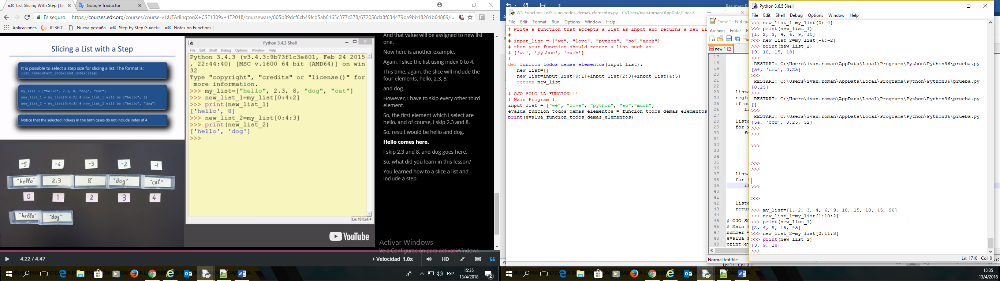 List Slicing With Step | Lis
Google Traductor
Es seguro | https://courses.edx.org/courses/course-v1:UTArlingtonX+CSE1309x+1T2018/courseware/805b89dcf6cb49fcb5ab8165c377c378/672058da8f634479ba9bb18281b64889/...
Aplicaciones IP 360° Nueva pestaña Step by Step Guidelin Notes on Functions |
Slicing a List with a Step
It is possible to select a step size for slicing a list. The format is:
list_name[start_index:end_index:step]
my_list = ["hello", 2.3, 8, "dog", "cat"]
new_list_1 = my_list[0:4:2] # new_list_1 will be ["hello", 8]
new_list_2 = my_list[0:4:3] # new_list_2 will be ["hello", "dog"]
Notice that the selected indexes in the both cases do not include index of 4
-5 -4 -3 -2 -1
"hello" 2.3 8 "dog" "cat"
0 1 2 3 4
"hello" "dog"
Python 3.4.3 Shell
File Edit Shell Debug Options Window Help
Python 3.4.3 (v3.4.3:9b73f1c3e601, Feb 24 2015
, 22:44:40) [MSC v.1600 64 bit (AMD64)] on win
32
Type "copyright", "credits" or "license()" for
more information.
>>> my_list=["hello", 2.3, 8, "dog", "cat"]
>>> new_list_1=my_list[0:4:2]
>>> print(new_list_1)
['hello', 8]
>>> new_list_2=my_list[0:4:3]
>>> print(new_list_2)
['hello', 'dog']
>>>
Ln: 10 Col: 4
YouTube
And that value will be assigned to new list
one.
Now here is another example.
Again, I slice the list using index 0 to 4.
This time, again, the slice will include the
four elements, hello, 2.3, 8,
and dog.
However, I have to skip every other third
element.
So, the first element which I select are
hello, and of course, I skip 2.3 and 8.
So, result would be hello and dog.
Hello comes here.
I skip 2.3 and 8, and dog goes here.
So, what did you learn in this lesson?
You learned how to a slice a list and
include a step.
Activar Windows
Ve a Configuración para activar Windows.
4:22 / 4:47
Velocidad 1.0x
HD
ESP
15:35
13/4/2018
2
W5_Function_ListSlising_todos_demas_elementos.py - C:/Users/ivan.roman/AppData/Local/...
File Edit Format Run Options Window Help
# Write a function that accepts a list as input and returns a new li
#
# input_list = ["we", "love", "python", "so","much"]
# then your function should return a list such as:
# ['we', 'python', 'much']
#
def funcion_todos_demas_elementos(input_list):
new_list=[]
new_list=input_list[0:1]+input_list[2:3]+input_list[4:5]
return new_list
# OJO SOLO LA FUNCION!!!
# Main Program #
input_list = ["we", "love", "python", "so","much"]
evalua_funcion_todos_demas_elementos = funcion_todos_demas_elementos
print(evalua_funcion_todos_demas_elementos)
Ln: 17 Col: 0
*new 1 - Notepa
Archivo Editar B
new 1
17
18
19
20
21
22
23 lista
24 regis
25 if nu
26 li
27
28 lista
29 for x
30 fo
31
32
33
34
35
36
37 lista
38 for i
39 if
40
41
42 lista
43 retur
44
45 # OJO SO
46 # Main P
47 number =
48 evalua_f
49 print(ev
Normal text file
Python 3.6.5 Shell
File Edit Shell Debug Options Window Help
>>> new_list_1=my_list[0:-4]
>>> print(new_list_1)
[1, 2, 3, 4, 6, 9, 10]
>>> new_list_2=my_list[-6:-2]
>>> print(new_list_2)
[9, 10, 15, 18]
>>>
RESTART: C:\Users\ivan.roman\AppData\Local\Programs\Python\Python36\prueba.py
[54, 'cow', 0.25]
>>>
RESTART: C:\Users\ivan.roman\AppData\Local\Programs\Python\Python36\prueba.py
[0.25]
>>>
RESTART: C:\Users\ivan.roman\AppData\Local\Programs\Python\Python36\prueba.py
[]
>>>
RESTART: C:\Users\ivan.roman\AppData\Local\Programs\Python\Python36\prueba.py
[54, 'cow', 0.25, 32]
>>>
>>>
>>>
>>>
>>>
>>>
>>>
>>> my_list=[1, 2, 3, 4, 6, 9, 10, 15, 18, 45, 90]
>>> new_list_1=my_list[1:10:2]
>>> print(new_list_1)
[2, 4, 9, 15, 45]
>>> new_list_2=my_list[2:11:3]
>>> print(new_list_2)
[3, 9, 18]
>>>
Ln: 1710 Col: 0
15:35
13/4/2018